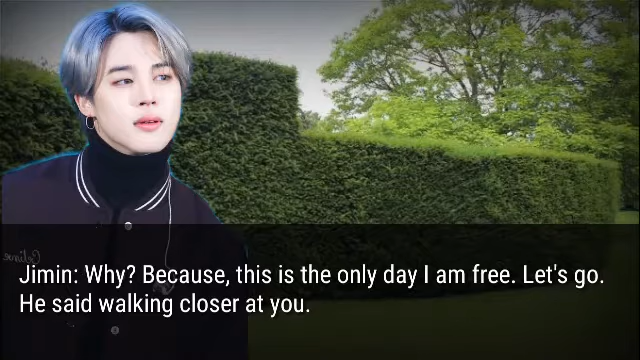 Jimin: Why? Because, this is the only day I am free. Let's go.
He said walking closer at you.